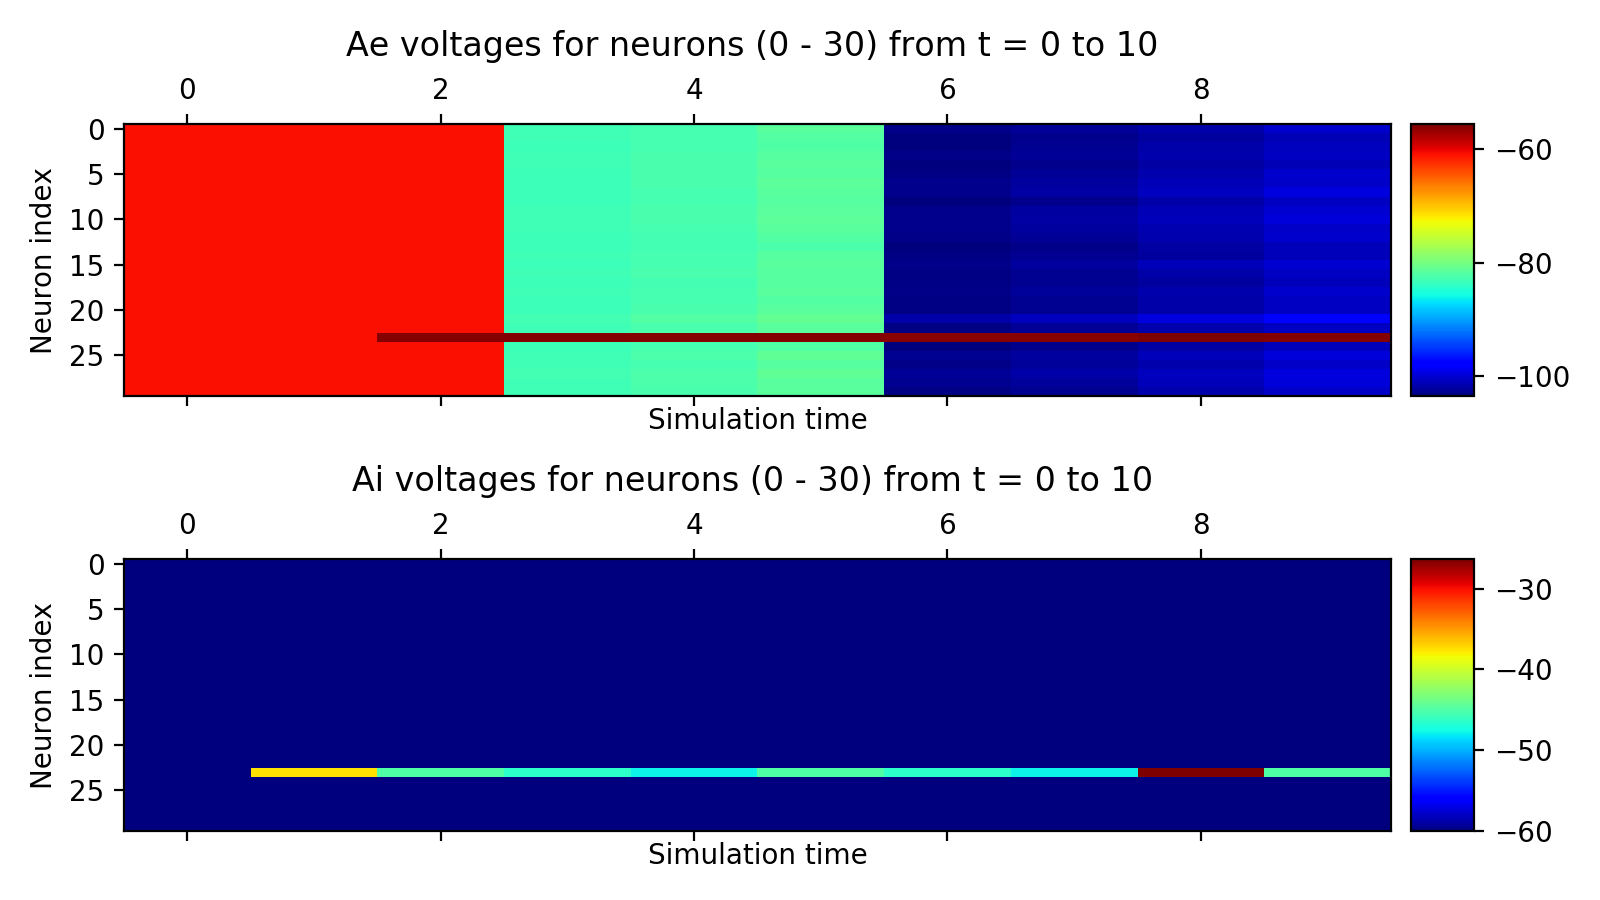 Ae voltages for neurons (0 - 30) from t = 0 to 10
0 2 4 6 8
Neuron index
0
5
10
15
20
25
Simulation time
−60
−80
−100
Ai voltages for neurons (0 - 30) from t = 0 to 10
0 2 4 6 8
Neuron index
0
5
10
15
20
25
Simulation time
−30
−40
−50
−60